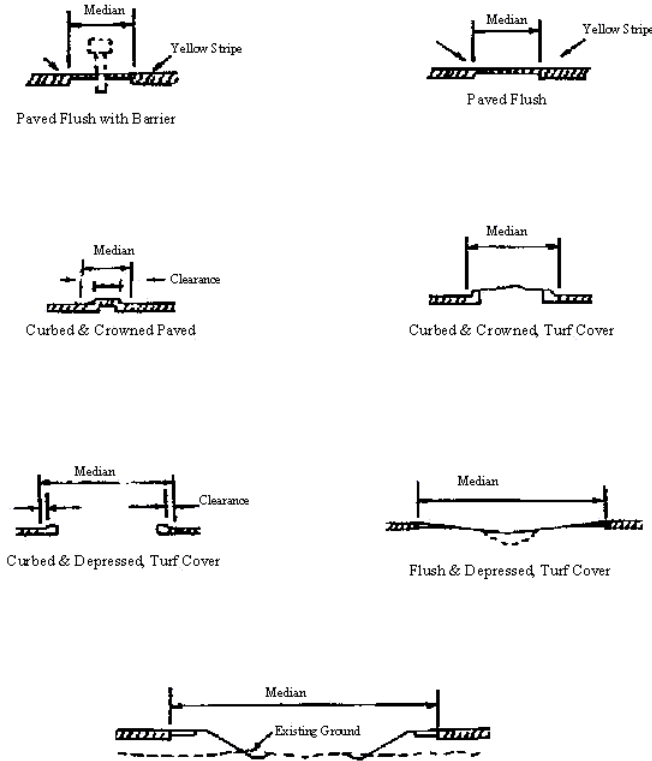 Median
Yellow Stripe
Paved Flush with Barrier
Median
Yellow Stripe
Paved Flush
Median
Clearance
Curbed & Crowned Paved
Median
Curbed & Crowned, Turf Cover
Median
Clearance
Curbed & Depressed, Turf Cover
Median
Flush & Depressed, Turf Cover
Median
Existing Ground